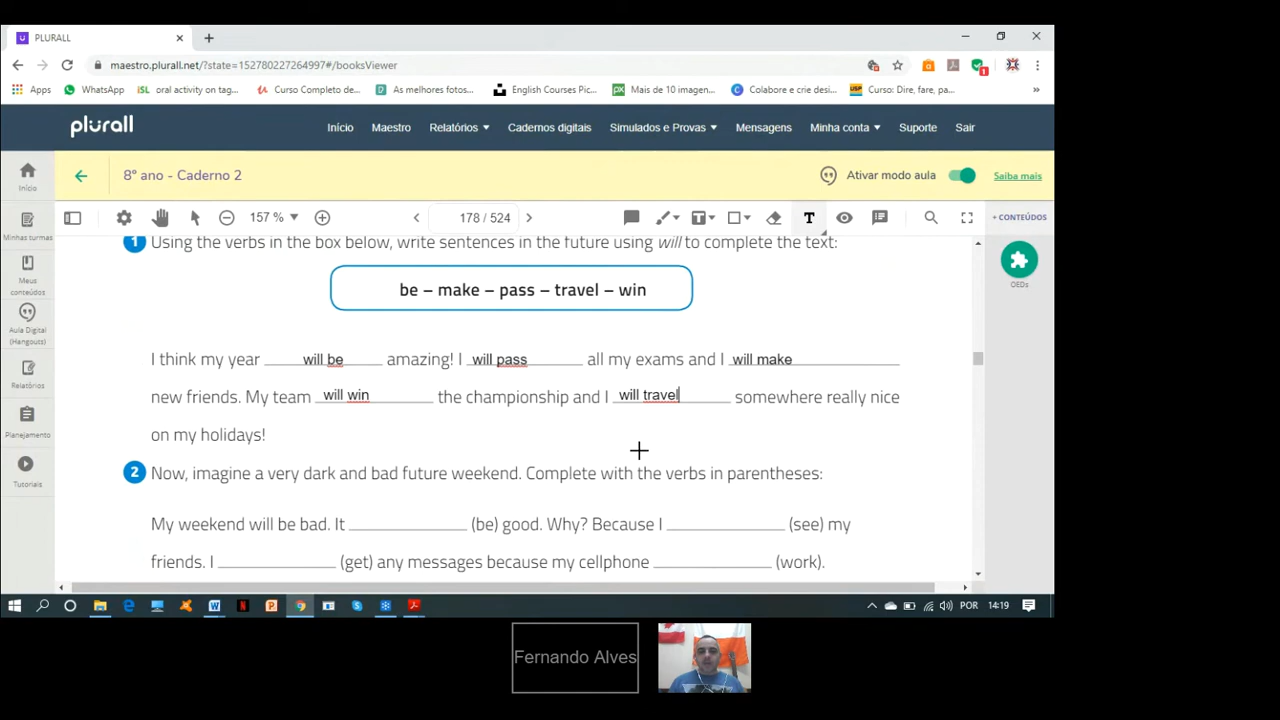 PLURALL
maestro.plurall.net/?state=152780227264997#/booksViewer
Apps WhatsApp oral activity on tag... Curso Completo de... As melhores fotos... English Courses Pic... Mais de 10 imagen... Colabore e crie desi... Curso: Dire, fare, pa... »
plurall Início Maestro Relatórios Cadernos digitais Simulados e Provas Mensagens Minha conta Suporte Sair
8º ano - Caderno 2 Ativar modo aula Saiba mais
157 % 178 / 524 T + CONTEÚDOS
Início
Minhas turmas
Meus conteúdos
Aula Digital (Hangouts)
Relatórios
Planejamento
Tutoriais
OEDs
1 Using the verbs in the box below, write sentences in the future using will to complete the text:
be – make – pass – travel – win
I think my year will be amazing! I will pass all my exams and I will make
new friends. My team will win the championship and I will travel somewhere really nice
on my holidays!
2 Now, imagine a very dark and bad future weekend. Complete with the verbs in parentheses:
My weekend will be bad. It ____________ (be) good. Why? Because I ____________ (see) my
friends. I ____________ (get) any messages because my cellphone ____________ (work).
POR 14:19
Fernando Alves